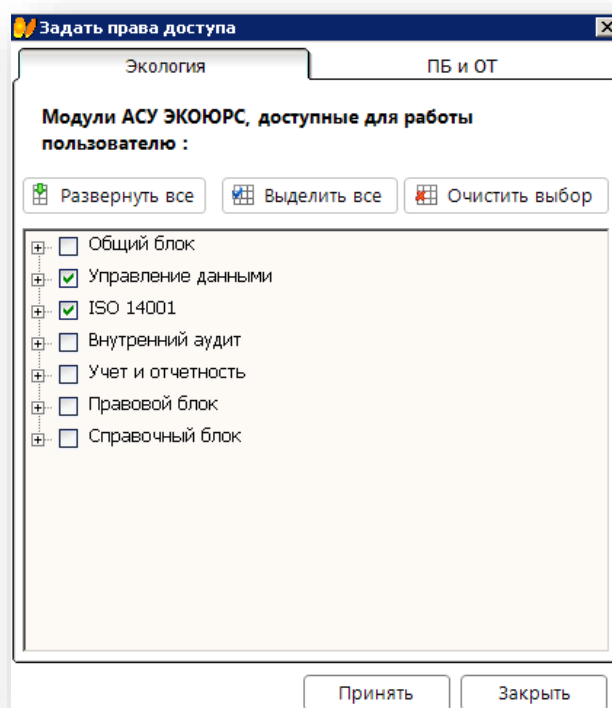 Задать права доступа
Экология
ПБ и ОТ
Модули АСУ ЭКОЮРС, доступные для работы
пользователю :
Развернуть все
Выделить все
Очистить выбор
Общий блок
Управление данными
ISO 14001
Внутренний аудит
Учет и отчетность
Правовой блок
Справочный блок
Принять
Закрыть